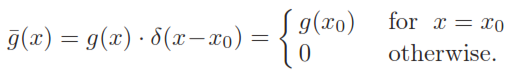 ḡ(x) = g(x) · δ(x−x₀) = { g(x₀) for x = x₀
0 otherwise.